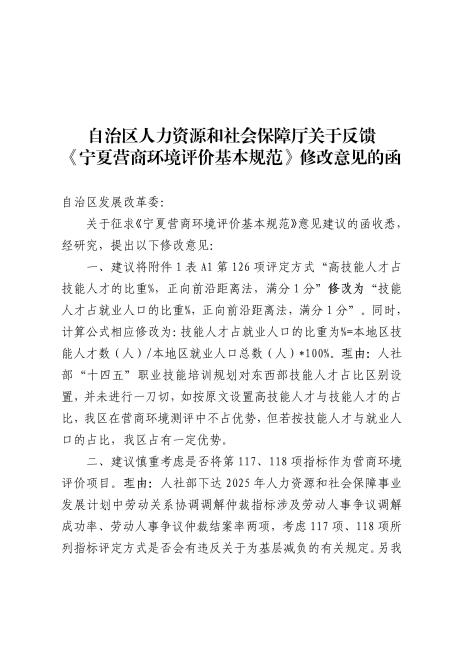 自治区人力资源和社会保障厅关于反馈
《宁夏营商环境评价基本规范》修改意见的函
自治区发展改革委：
关于征求《宁夏营商环境评价基本规范》意见建议的函收悉，
经研究，提出以下修改意见：
一、建议将附件 1 表 A1 第 126 项评定方式“高技能人才占
技能人才的比重%，正向前沿距离法，满分 1 分”修改为“技能
人才占就业人口的比重%，正向前沿距离法，满分 1 分”。同时，
计算公式相应修改为：技能人才占就业人口的比重为%=本地区技
能人才数（人）/本地区就业人口总数（人）*100%。理由：人社
部“十四五”职业技能培训规划对东西部技能人才占比区别设
置，并未进行一刀切，如按原文设置高技能人才与技能人才的占
比，我区在营商环境测评中不占优势，但若按技能人才与就业人
口的占比，我区占有一定优势。
二、建议慎重考虑是否将第 117、118 项指标作为营商环境
评价项目。理由：人社部下达 2025 年人力资源和社会保障事业
发展计划中劳动关系协调调解仲裁指标涉及劳动人事争议调解
成功率、劳动人事争议仲裁结案率两项，考虑 117 项、118 项所
列指标评定方式是否会有违反关于为基层减负的有关规定。另我